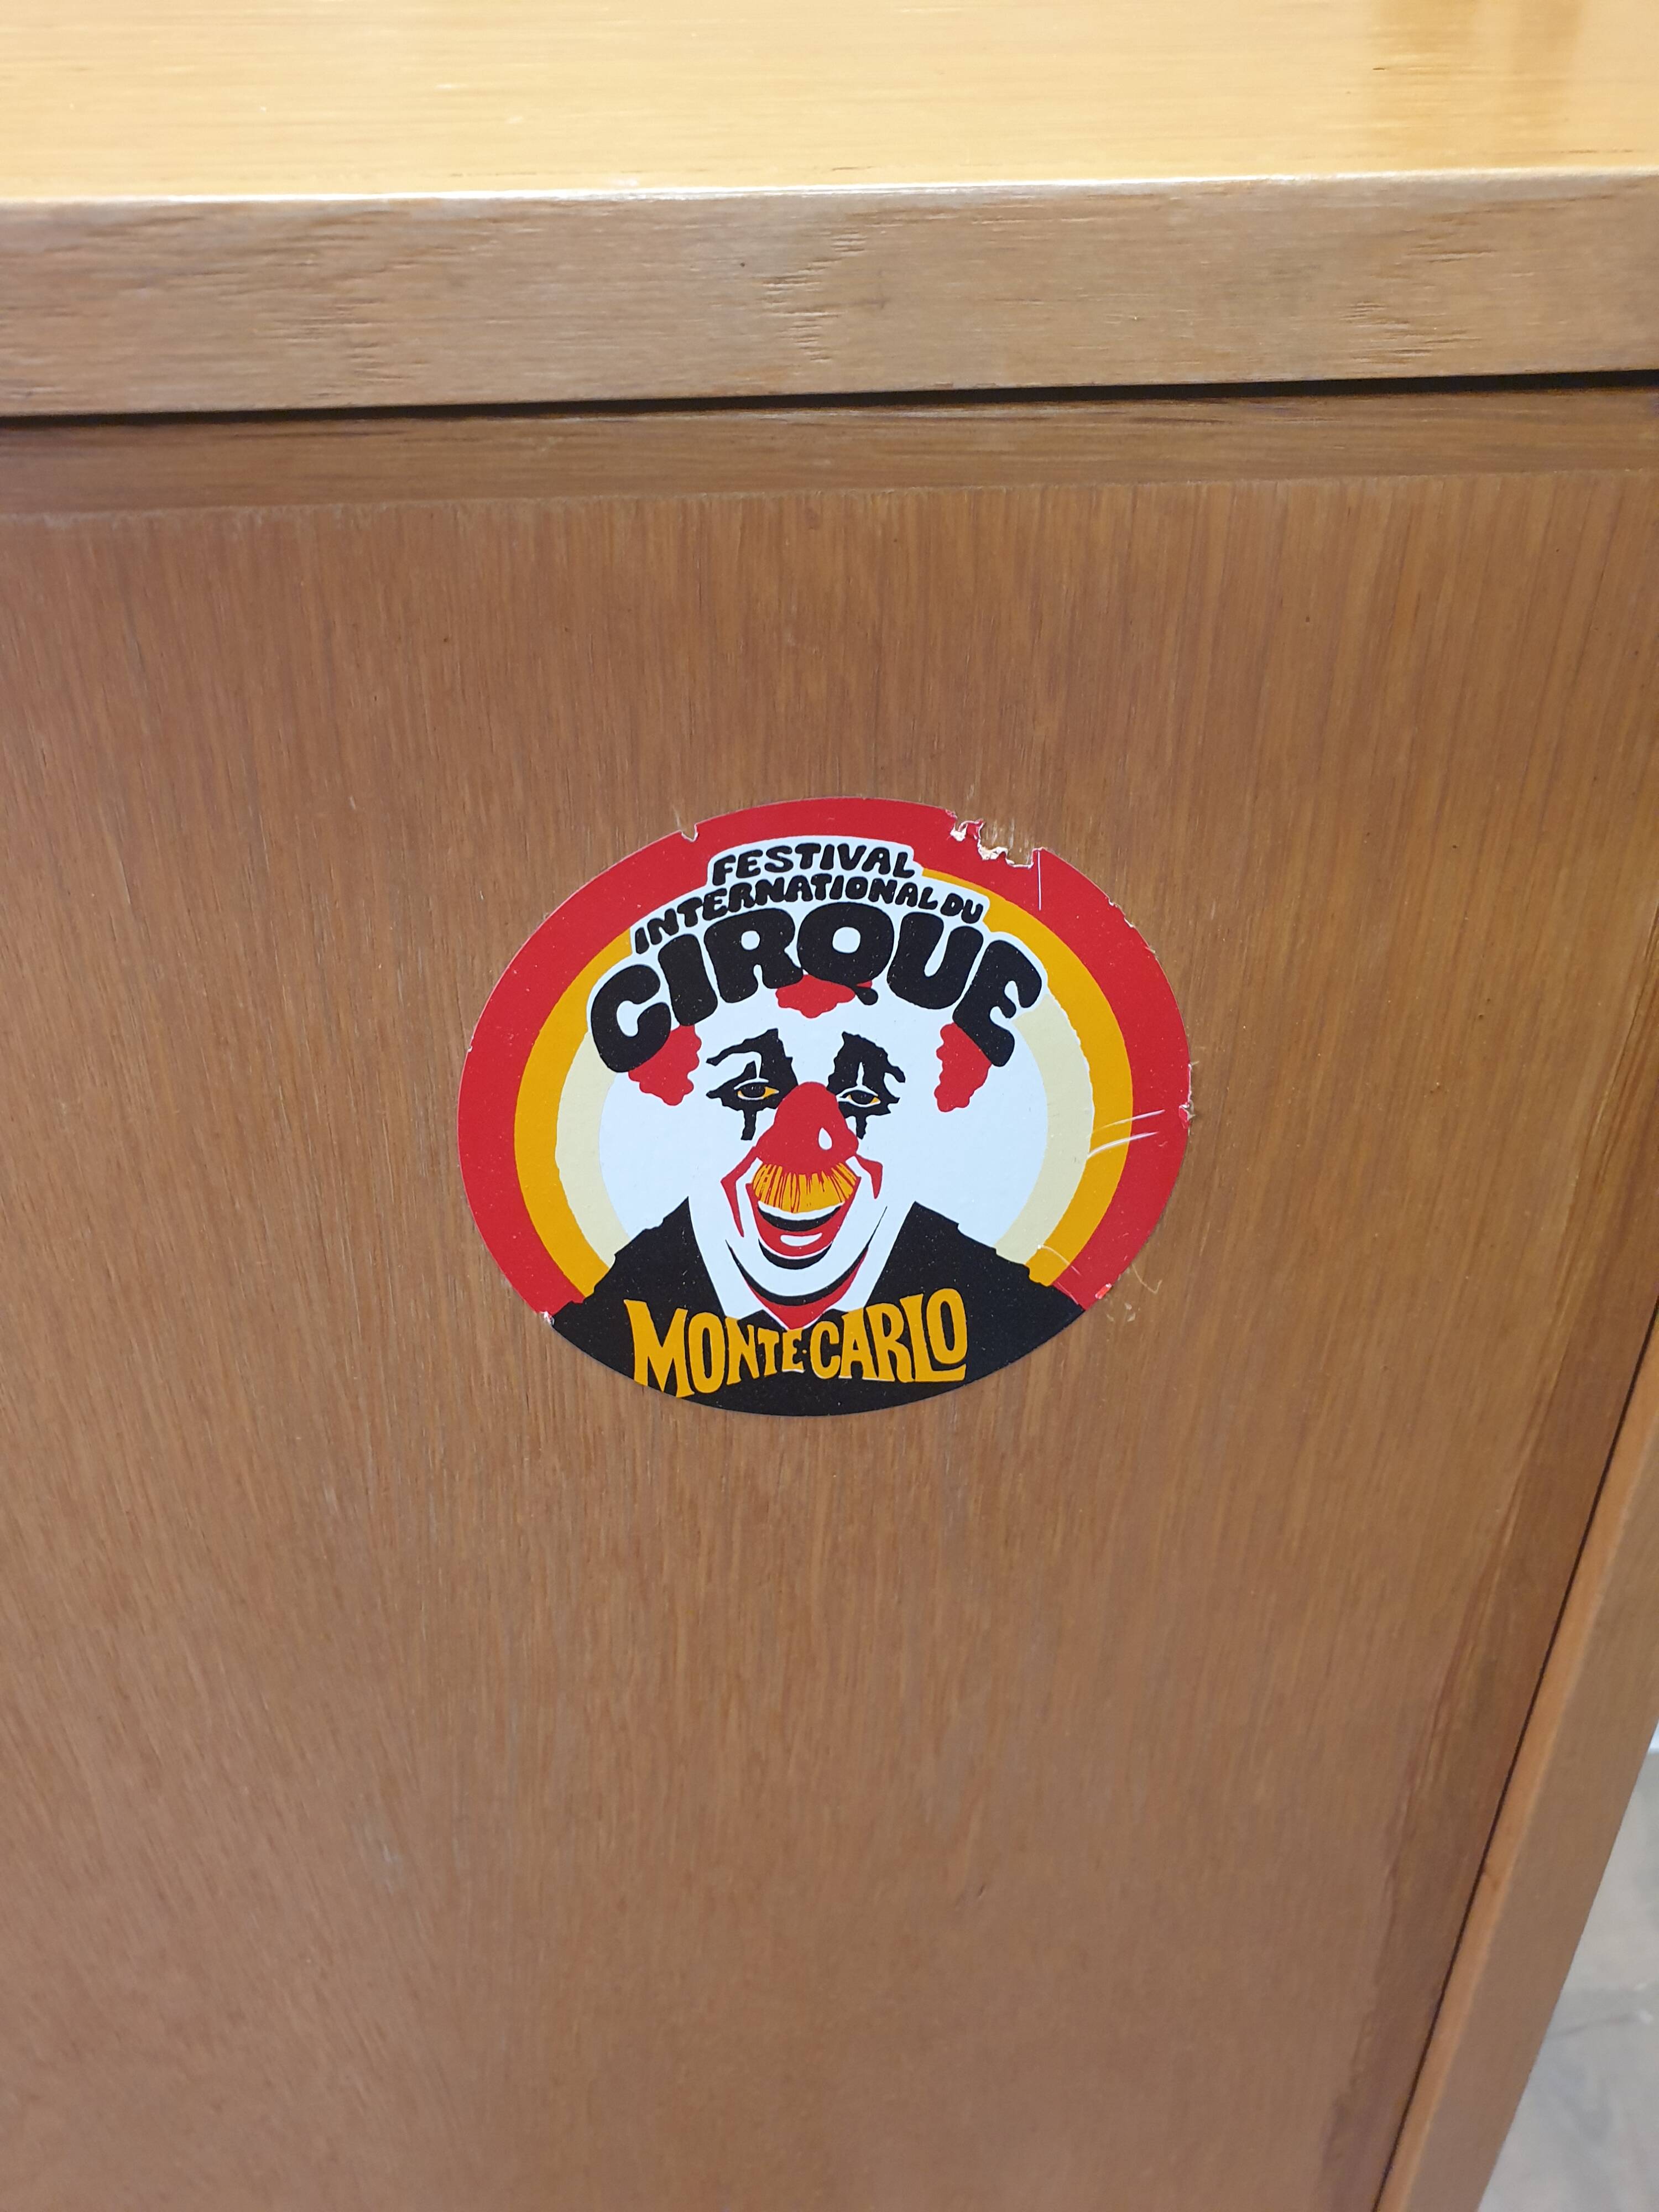 FESTIVAL
INTERNATIONAL DU
CIRQUE
MONTE-CARLO